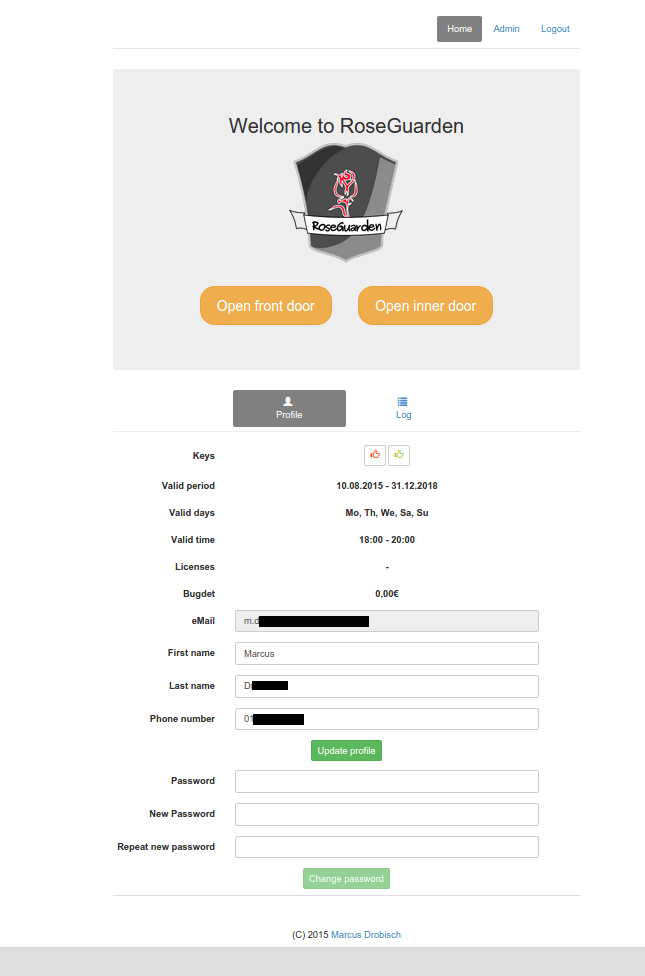 Home Admin Logout
Welcome to RoseGuarden
RoseGuarden
Open front door Open inner door
Profile Log
Keys
Valid period 10.08.2015 - 31.12.2018
Valid days Mo, Th, We, Sa, Su
Valid time 18:00 - 20:00
Licenses -
Bugdet 0,00€
eMail m.d
First name Marcus
Last name D
Phone number 01
Update profile
Password
New Password
Repeat new password
Change password
(C) 2015 Marcus Drobisch